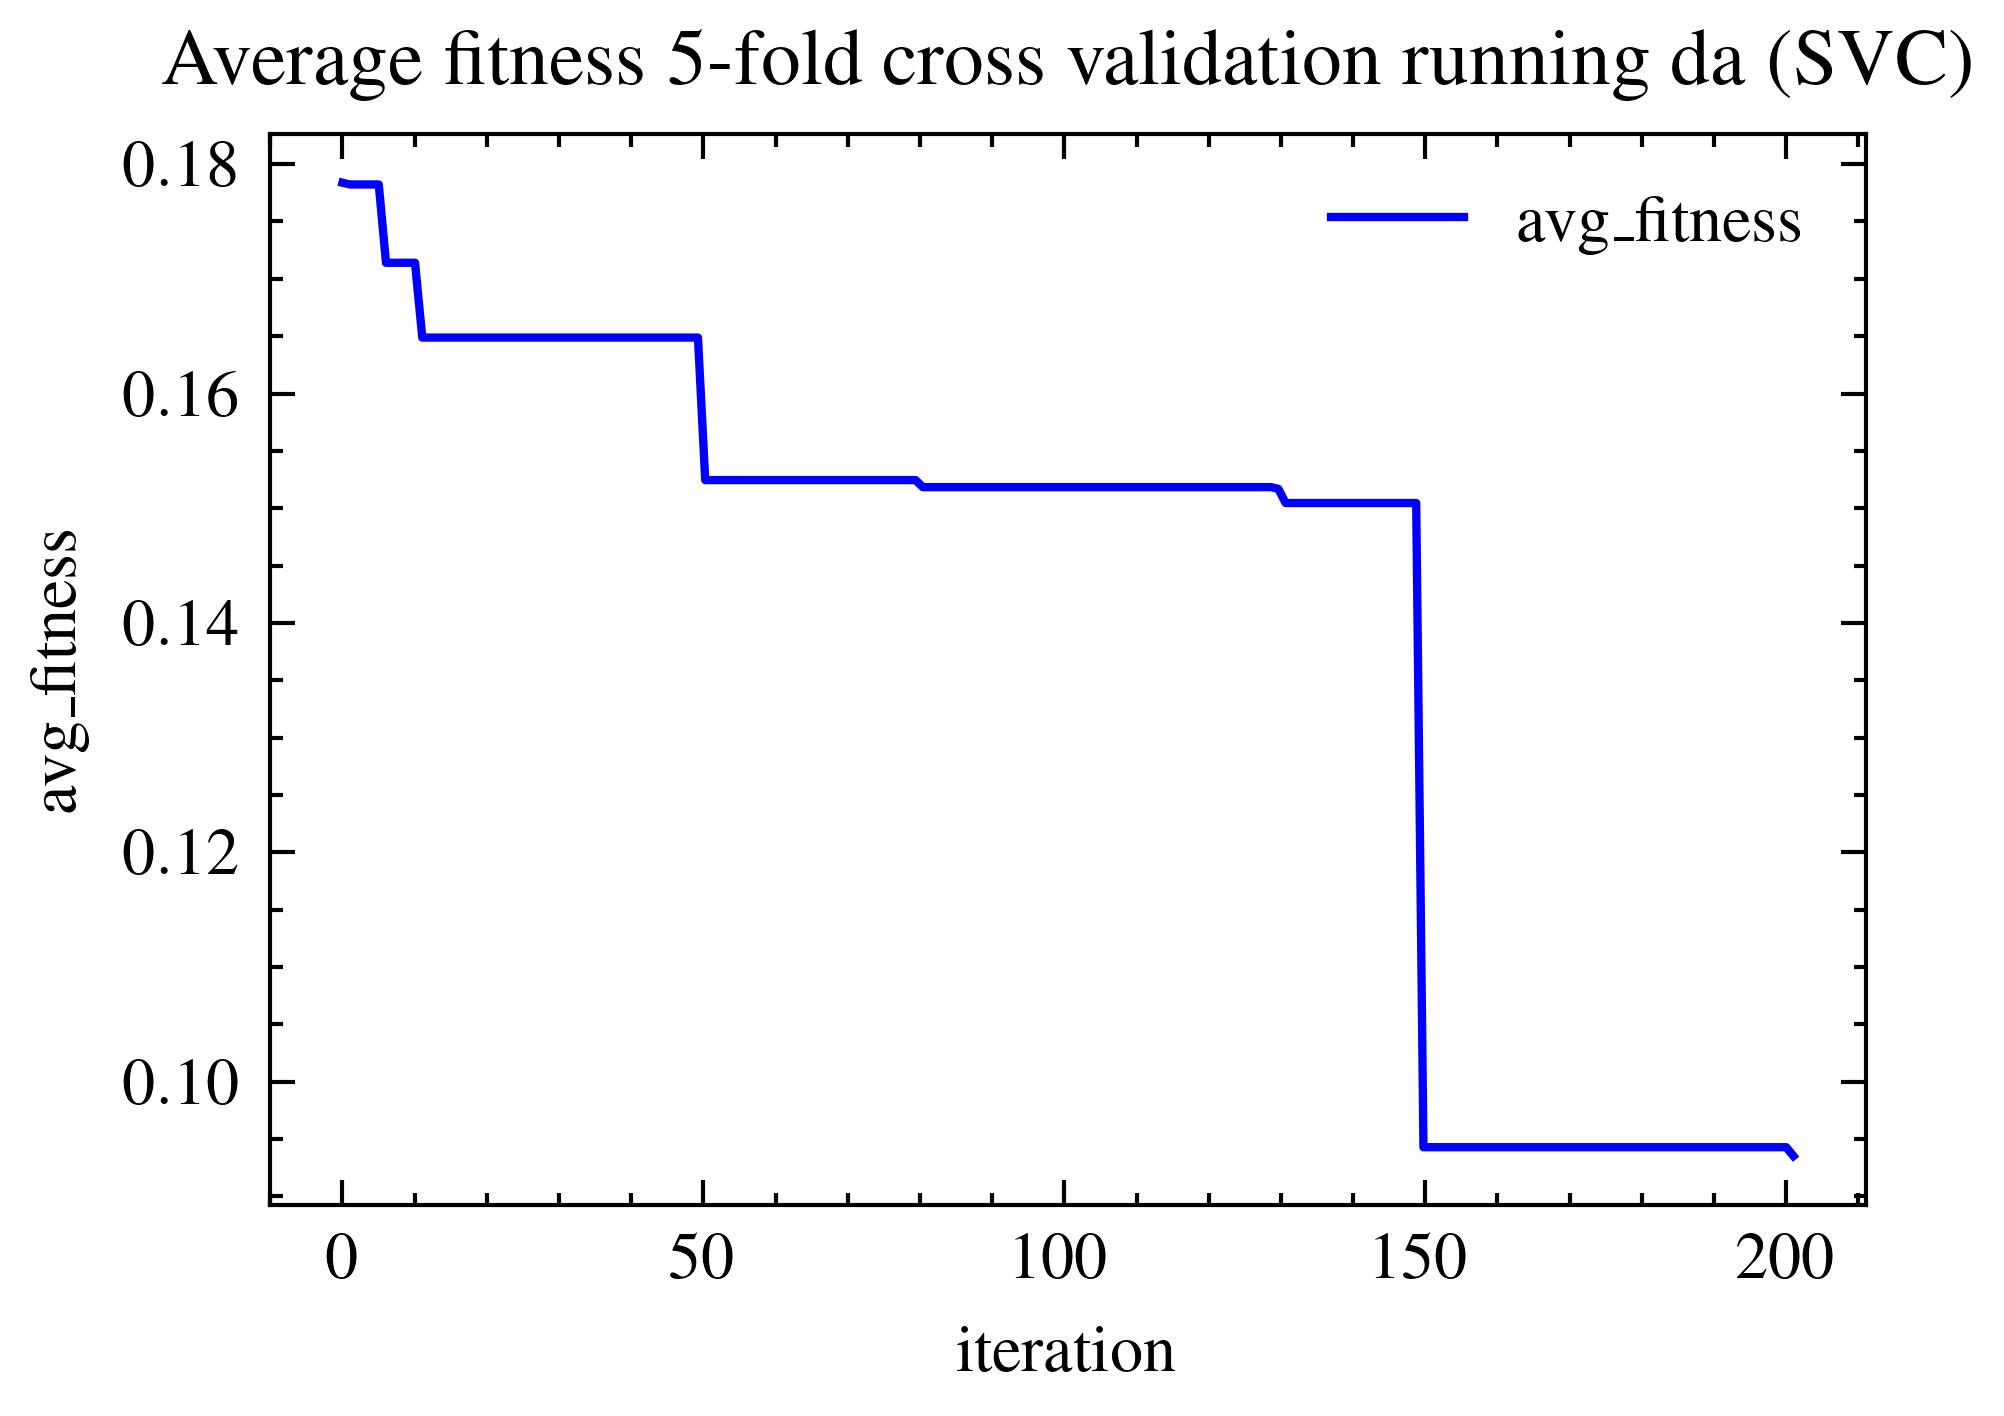 Average fitness 5-fold cross validation running da (SVC)
avg_fitness
0.18
0.16
0.14
0.12
0.10
avg_fitness
0 50 100 150 200
iteration